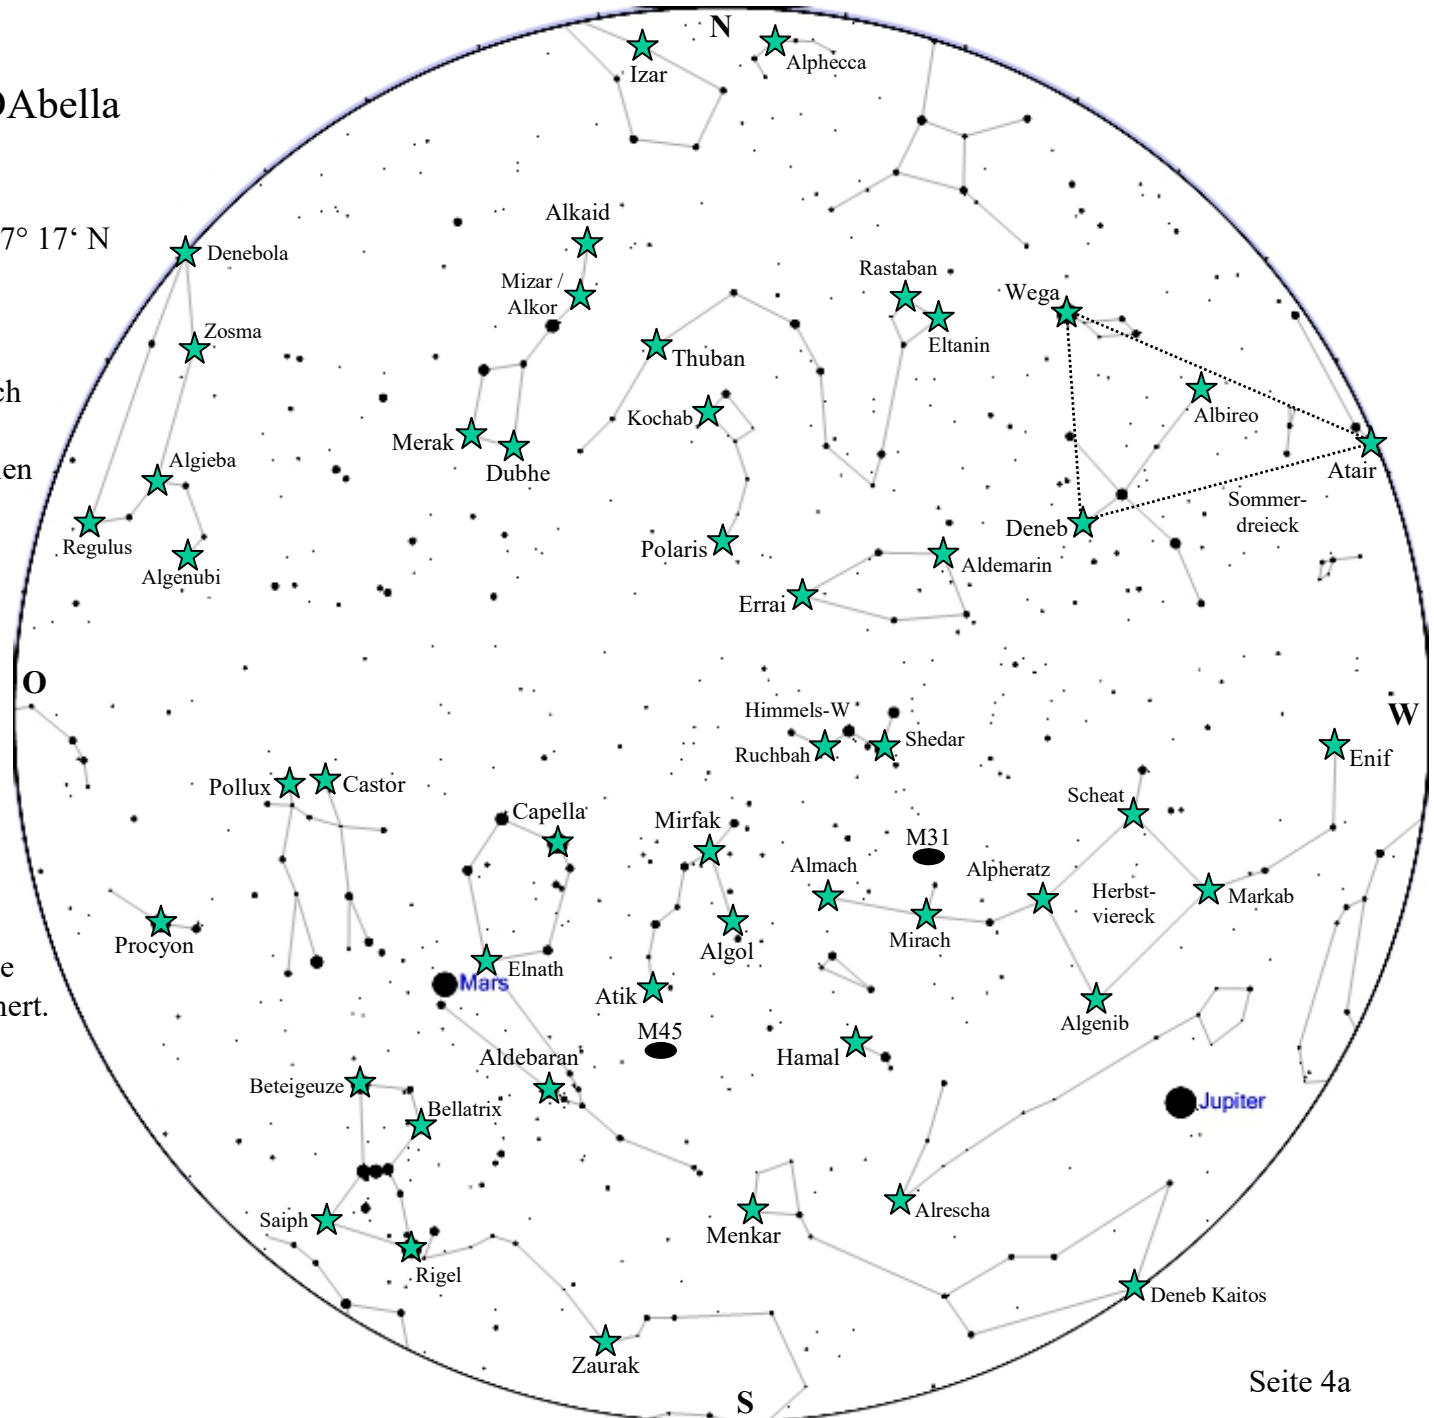 N
Izar
Alphecca
DAbella
Alkaid
7° 17‘ N
Denebola
Rastaban
Mizar /
Alkor
Wega
Zosma
Eltanin
Thuban
ch
Albireo
Kochab
Merak
Algieba
Dubhe
Atair
en
Sommer-
dreieck
Deneb
Regulus
Polaris
Aldemarin
Algenubi
Errai
O
Himmels-W
W
Shedar
Ruchbah
Enif
Pollux
Castor
Scheat
Capella
Mirfak
M31
Almach
Alpheratz
Herbst-
viereck
Markab
Procyon
Mirach
Algol
e
Elnath
Mars
Atik
nert.
Algenib
M45
Aldebaran
Hamal
Beteigeuze
Jupiter
Bellatrix
Saiph
Alrescha
Menkar
Rigel
Deneb Kaitos
Zaurak
Seite 4a
S